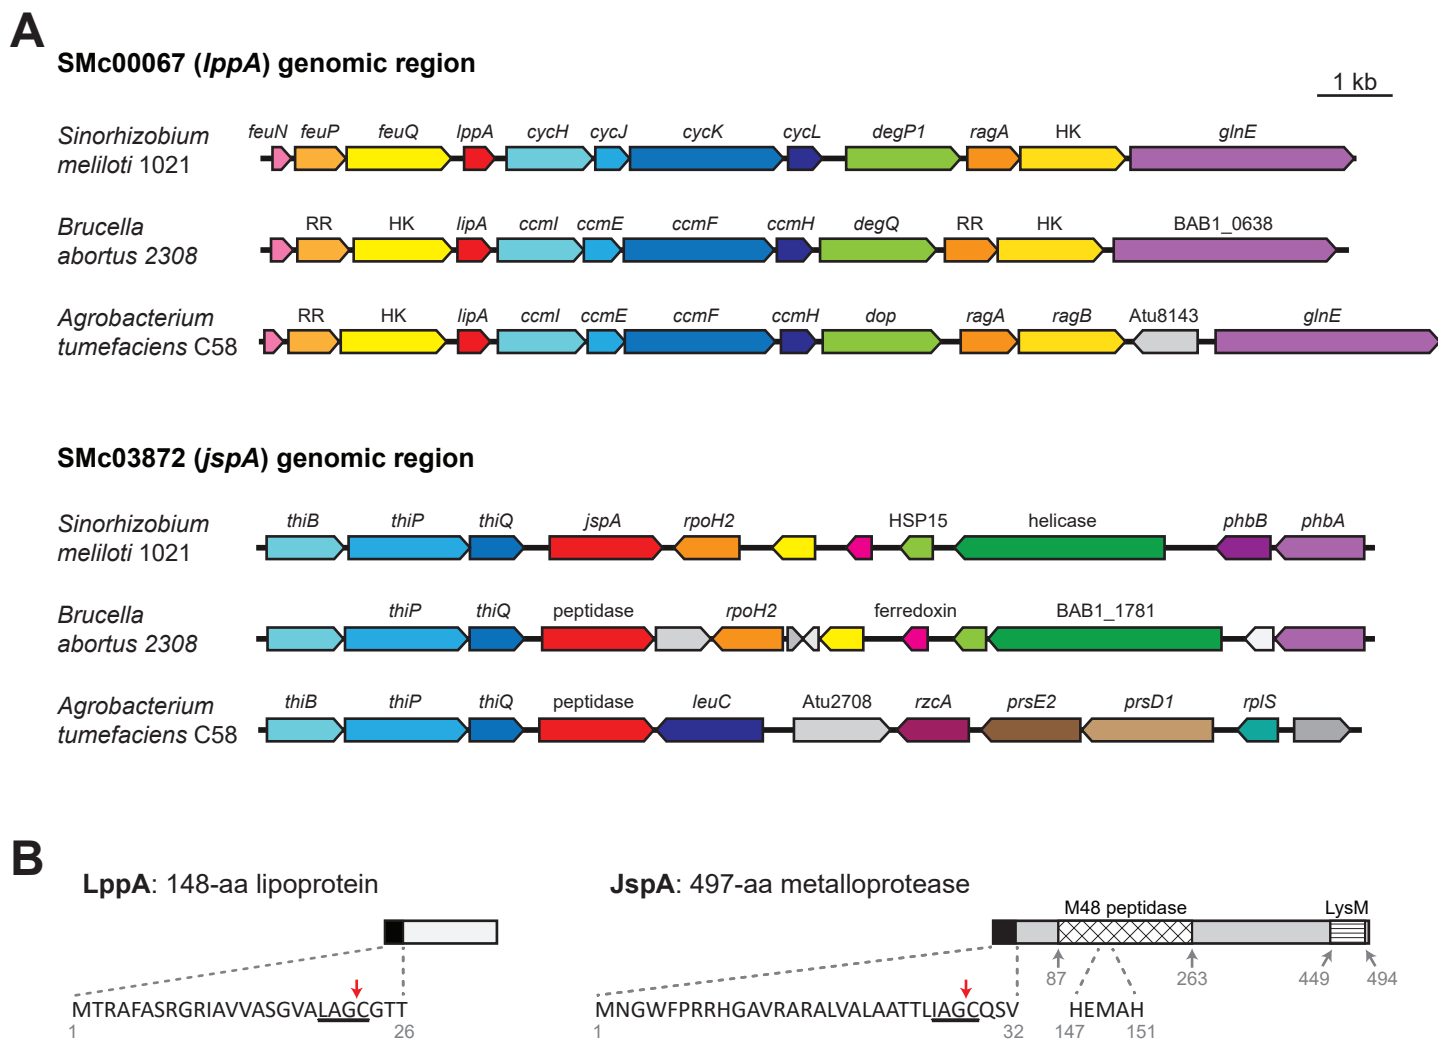 A
SMc00067 (lppA) genomic region
1 kb
Sinorhizobium
meliloti 1021
feuN feuP feuQ lppA cycH cycJ cycK cycL degP1 ragA HK glnE
Brucella
abortus 2308
RR HK lipA ccmI ccmE ccmF ccmH degQ RR HK BAB1_0638
Agrobacterium
tumefaciens C58
RR HK lipA ccmI ccmE ccmF ccmH dop ragA ragB Atu8143 glnE
SMc03872 (jspA) genomic region
Sinorhizobium
meliloti 1021
thiB thiP thiQ jspA rpoH2 HSP15 helicase phbB phbA
Brucella
abortus 2308
thiP thiQ peptidase rpoH2 ferredoxin BAB1_1781
Agrobacterium
tumefaciens C58
thiB thiP thiQ peptidase leuC Atu2708 rzcA prsE2 prsD1 rplS
B
LppA: 148-aa lipoprotein
MTRAFASRGRIAVVASGVALAGCGTT
1 26
JspA: 497-aa metalloprotease
M48 peptidase LysM
87 263 449 494
MNGWFPRRHGAVRARALVALAATTLIAGCQSV HEMAH
1 32 147 151